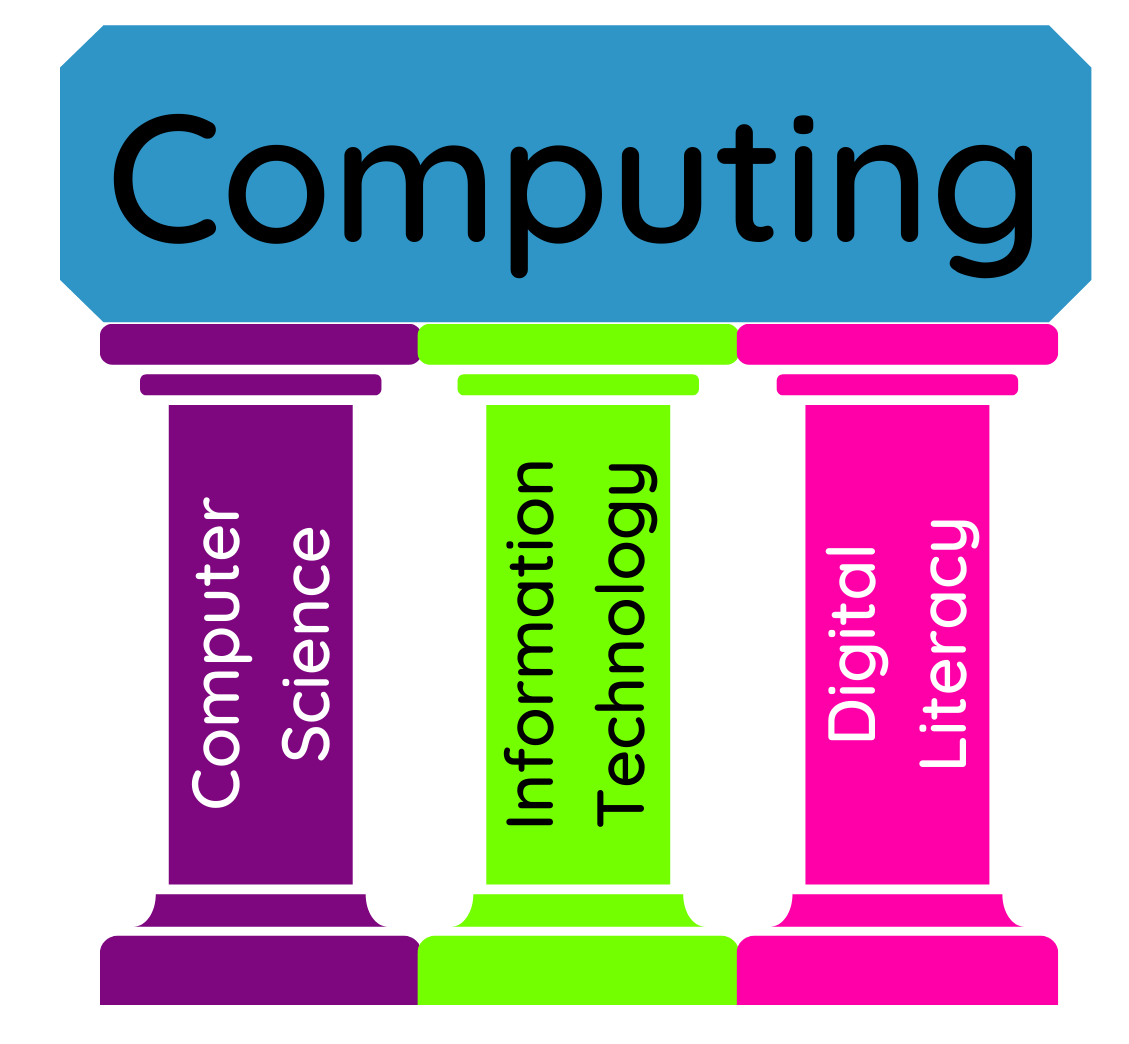 Computing
Computer
Science
Information
Technology
Digital
Literacy